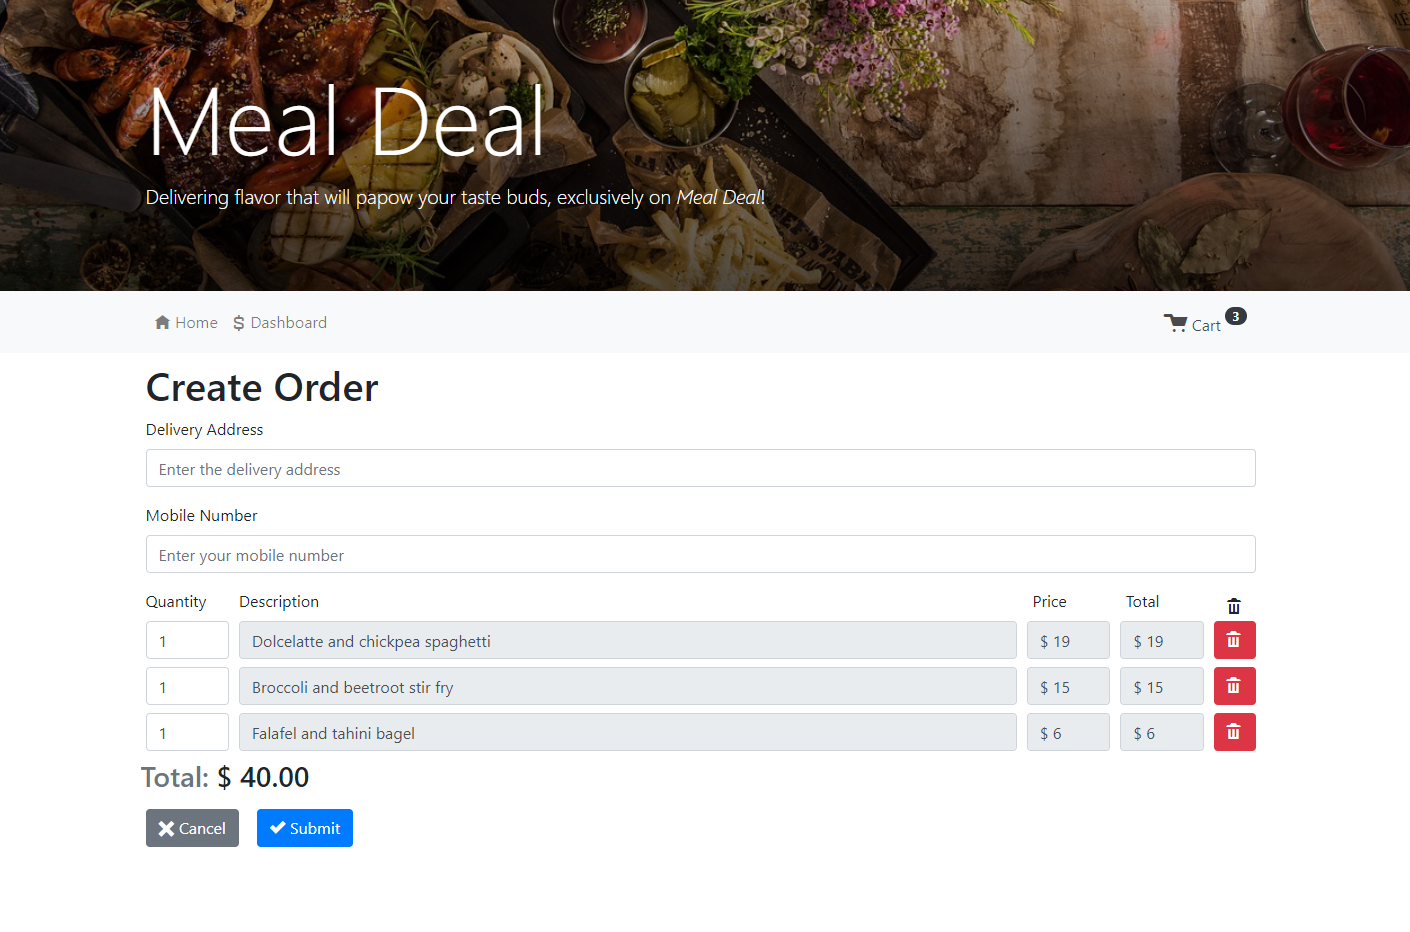 Meal Deal
Delivering flavor that will papow your taste buds, exclusively on Meal Deal!
Home Dashboard Cart 3
Create Order
Delivery Address
Enter the delivery address
Mobile Number
Enter your mobile number
Quantity Description Price Total
1 Dolcelatte and chickpea spaghetti $ 19 $ 19
1 Broccoli and beetroot stir fry $ 15 $ 15
1 Falafel and tahini bagel $ 6 $ 6
Total: $ 40.00
Cancel Submit